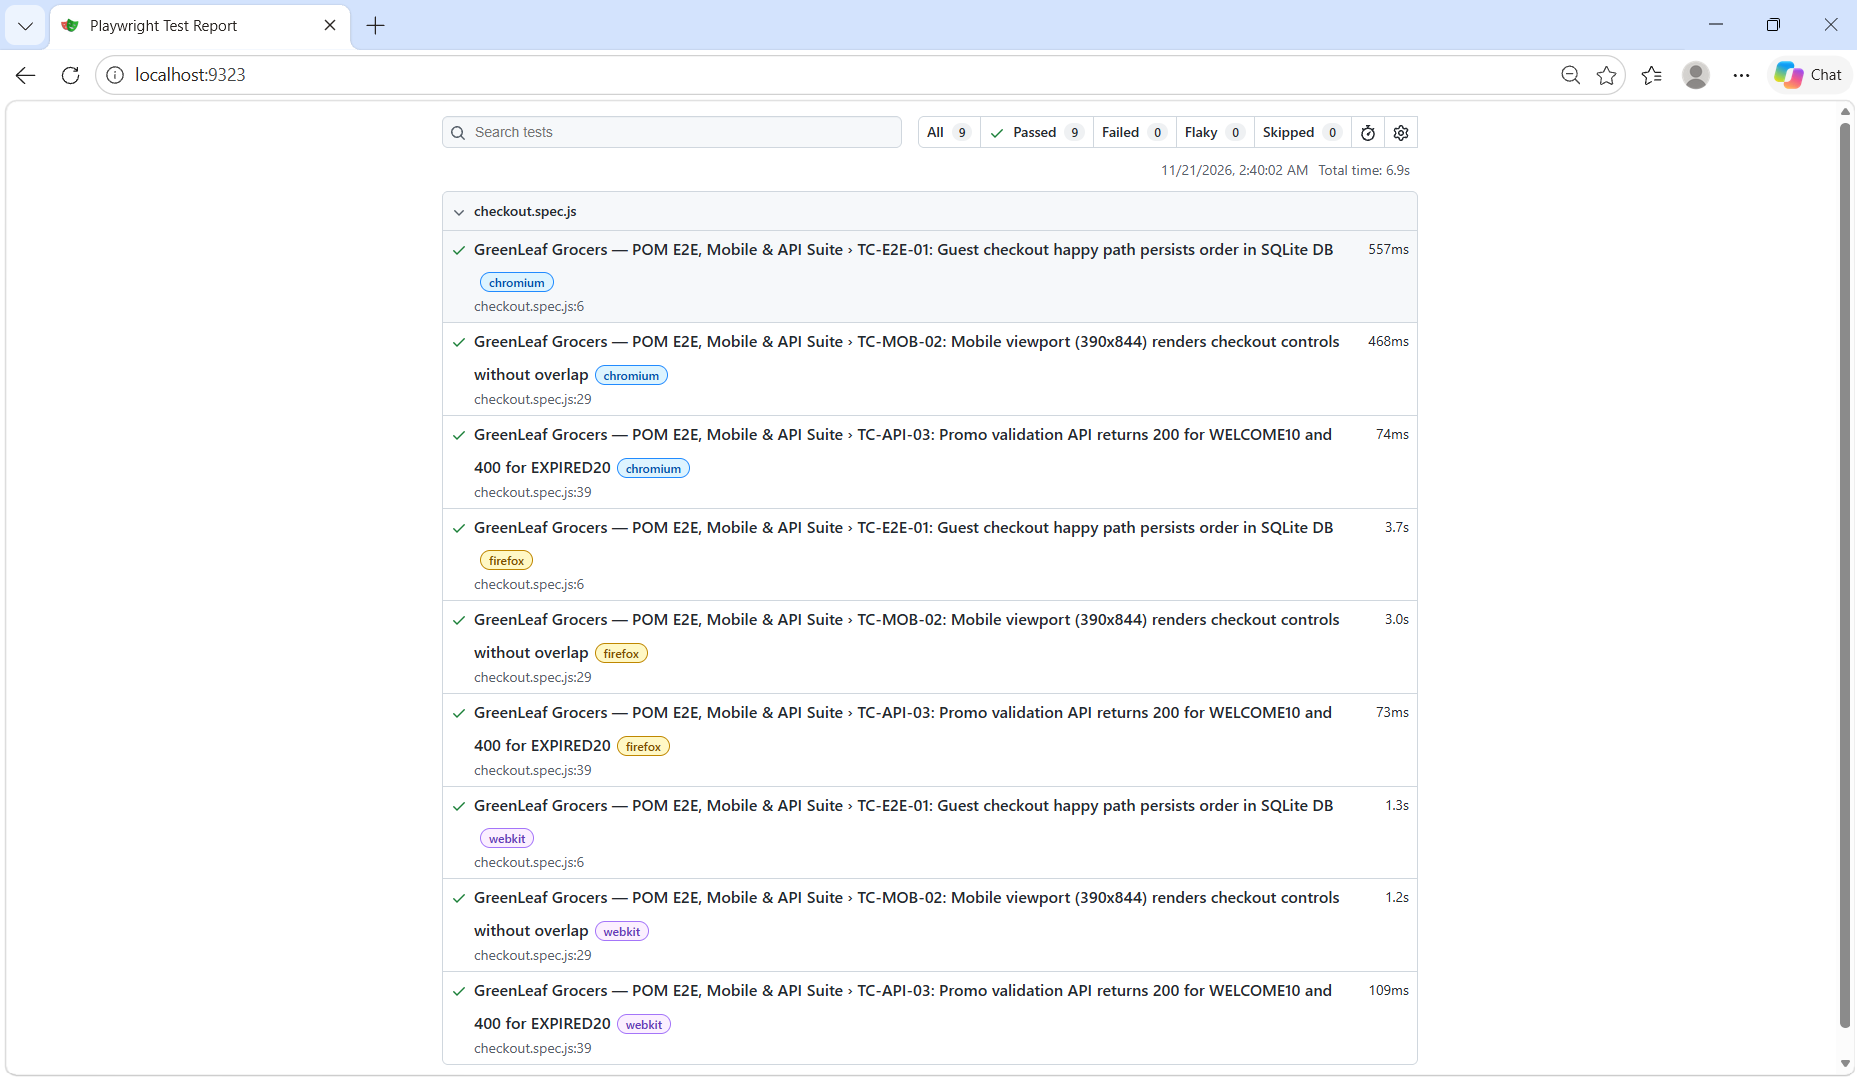 Playwright Test Report
localhost:9323
Chat
Search tests
All 9 Passed 9 Failed 0 Flaky 0 Skipped 0
11/21/2026, 2:40:02 AM Total time: 6.9s
checkout.spec.js
GreenLeaf Grocers — POM E2E, Mobile & API Suite › TC-E2E-01: Guest checkout happy path persists order in SQLite DB 557ms
chromium
checkout.spec.js:6
GreenLeaf Grocers — POM E2E, Mobile & API Suite › TC-MOB-02: Mobile viewport (390x844) renders checkout controls 468ms
without overlap chromium
checkout.spec.js:29
GreenLeaf Grocers — POM E2E, Mobile & API Suite › TC-API-03: Promo validation API returns 200 for WELCOME10 and 74ms
400 for EXPIRED20 chromium
checkout.spec.js:39
GreenLeaf Grocers — POM E2E, Mobile & API Suite › TC-E2E-01: Guest checkout happy path persists order in SQLite DB 3.7s
firefox
checkout.spec.js:6
GreenLeaf Grocers — POM E2E, Mobile & API Suite › TC-MOB-02: Mobile viewport (390x844) renders checkout controls 3.0s
without overlap firefox
checkout.spec.js:29
GreenLeaf Grocers — POM E2E, Mobile & API Suite › TC-API-03: Promo validation API returns 200 for WELCOME10 and 73ms
400 for EXPIRED20 firefox
checkout.spec.js:39
GreenLeaf Grocers — POM E2E, Mobile & API Suite › TC-E2E-01: Guest checkout happy path persists order in SQLite DB 1.3s
webkit
checkout.spec.js:6
GreenLeaf Grocers — POM E2E, Mobile & API Suite › TC-MOB-02: Mobile viewport (390x844) renders checkout controls 1.2s
without overlap webkit
checkout.spec.js:29
GreenLeaf Grocers — POM E2E, Mobile & API Suite › TC-API-03: Promo validation API returns 200 for WELCOME10 and 109ms
400 for EXPIRED20 webkit
checkout.spec.js:39